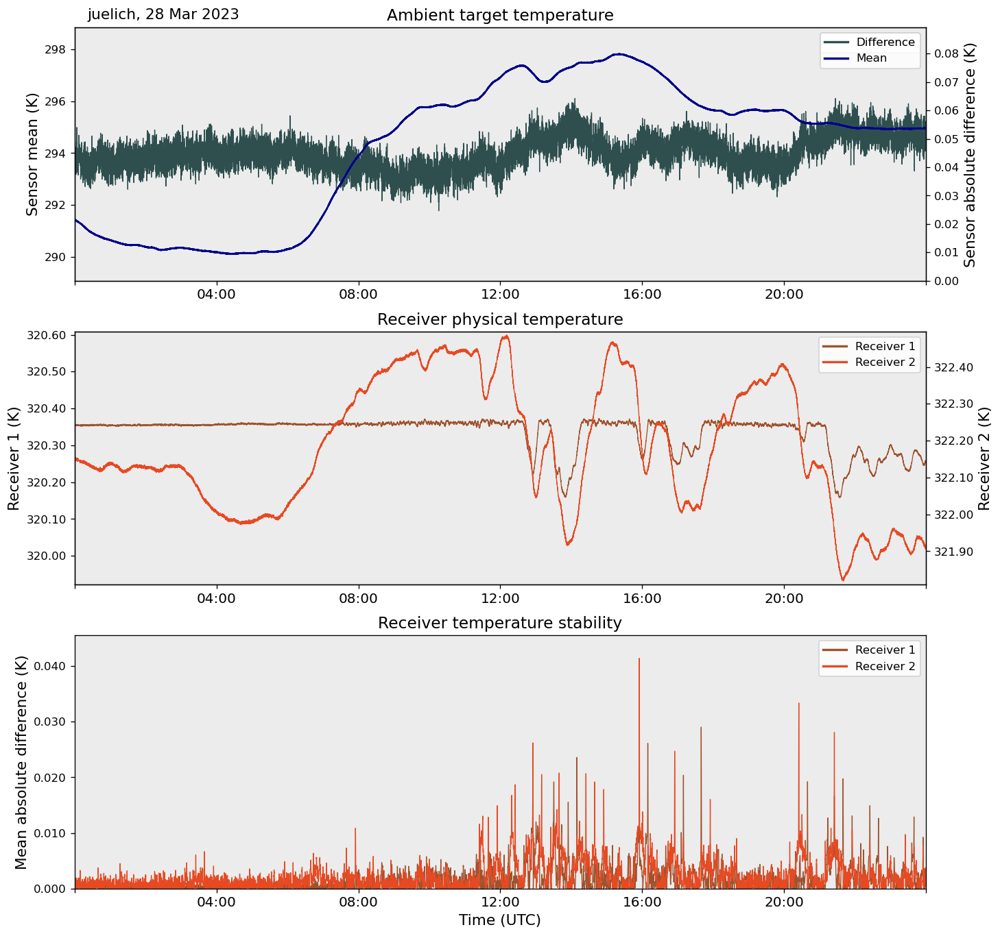 juelich, 28 Mar 2023
Ambient target temperature
298
296
294
292
290
Sensor mean (K)
Difference
Mean
0.08
0.07
0.06
0.05
0.04
0.03
0.02
0.01
0.00
Sensor absolute difference (K)
04:00 08:00 12:00 16:00 20:00
Receiver physical temperature
320.60
320.50
320.40
320.30
320.20
320.10
320.00
Receiver 1 (K)
Receiver 1
Receiver 2
322.40
322.30
322.20
322.10
322.00
321.90
Receiver 2 (K)
04:00 08:00 12:00 16:00 20:00
Receiver temperature stability
0.040
0.030
0.020
0.010
0.000
Mean absolute difference (K)
Receiver 1
Receiver 2
04:00 08:00 12:00 16:00 20:00
Time (UTC)